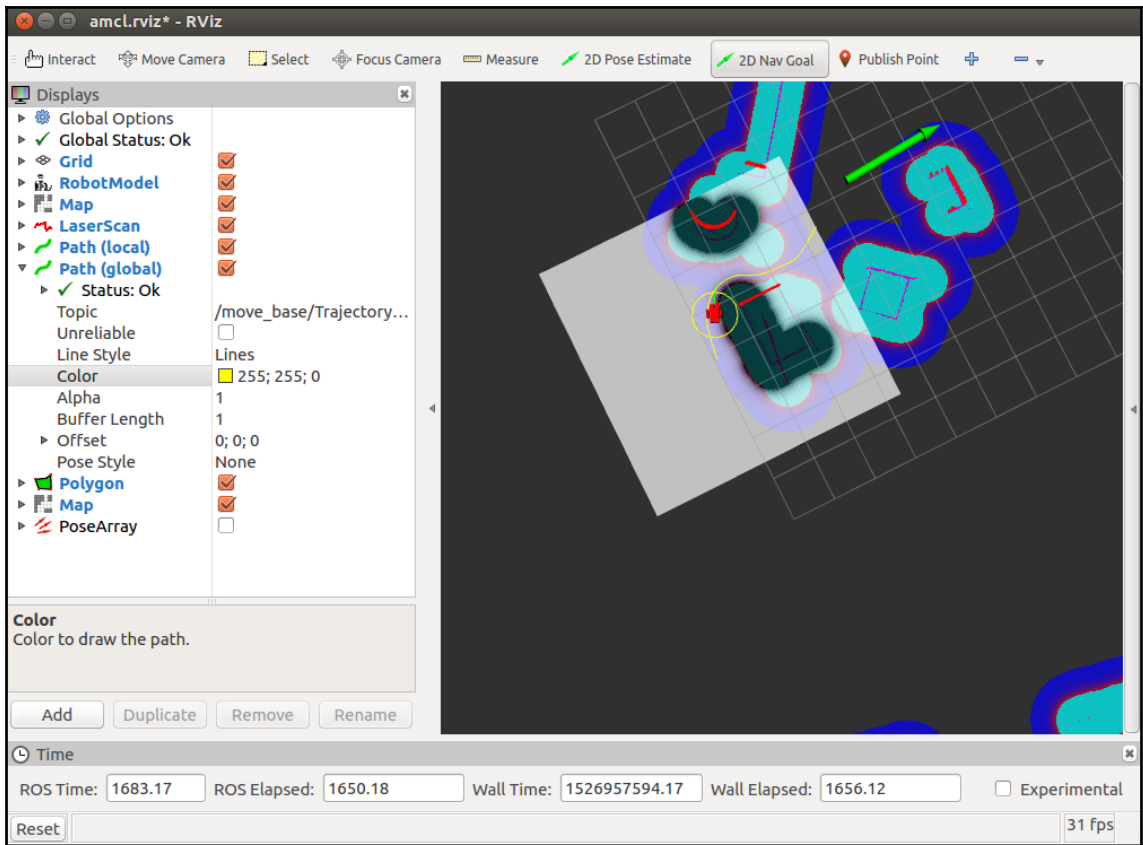 amcl.rviz* - RViz
Interact Move Camera Select Focus Camera Measure 2D Pose Estimate 2D Nav Goal Publish Point
Displays
Global Options
Global Status: Ok
Grid
RobotModel
Map
LaserScan
Path (local)
Path (global)
Status: Ok
Topic /move_base/Trajectory...
Unreliable
Line Style Lines
Color 255; 255; 0
Alpha 1
Buffer Length 1
Offset 0; 0; 0
Pose Style None
Polygon
Map
PoseArray
Color
Color to draw the path.
Add Duplicate Remove Rename
Time
ROS Time: 1683.17 ROS Elapsed: 1650.18 Wall Time: 1526957594.17 Wall Elapsed: 1656.12 Experimental
Reset 31 fps